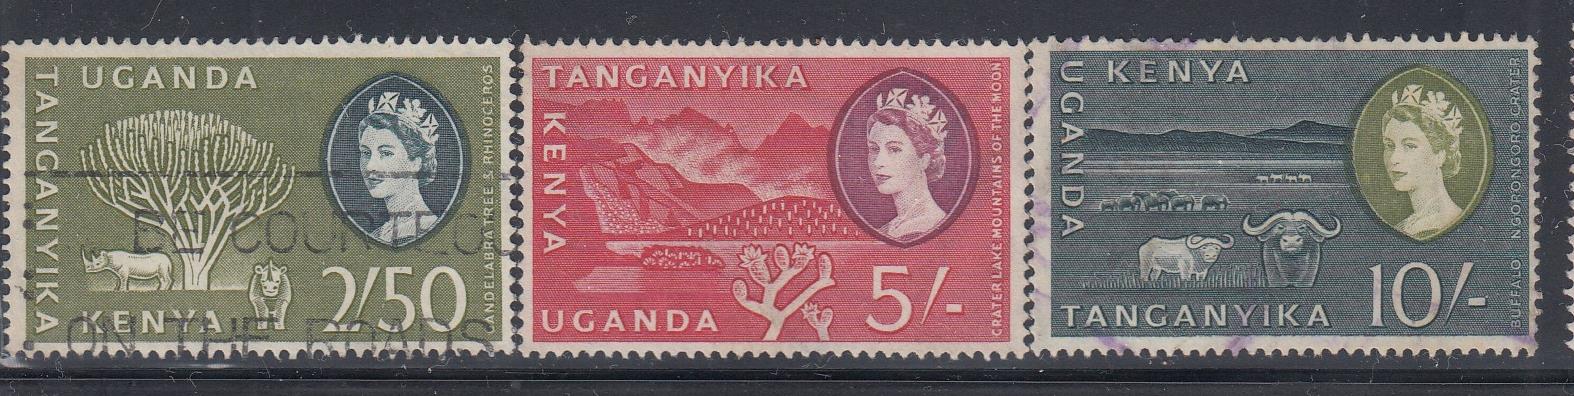 UGANDA
TANGANYIKA
KENYA
2/50
CANDELABRA TREE & RHINOCEROS
BE COURTEOU
ON THE ROADS
TANGANYIKA
KENYA
UGANDA
5/-
CRATER LAKE MOUNTAINS OF THE MOON
KENYA
UGANDA
TANGANYIKA
10/-
BUFFALO NGORONGORO CRATER